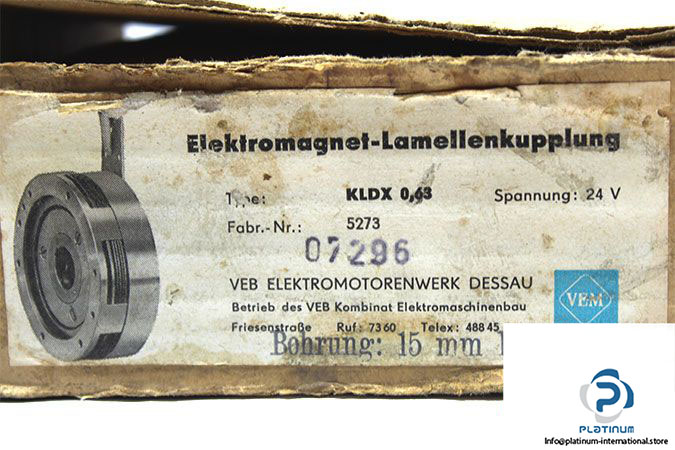 Elektromagnet-Lamellenkupplung
Type: KLDX 0,63 Spannung: 24 V
Fabr.-Nr.: 5273
07296
VEB ELEKTROMOTORENWERK DESSAU
Betrieb des VEB Kombinat Elektromaschinenbau
VEM
Friesenstraße Ruf: 7360 Telex: 48845
Bohrung: 15 mm
PLATINUM
Info@platinum-international.store